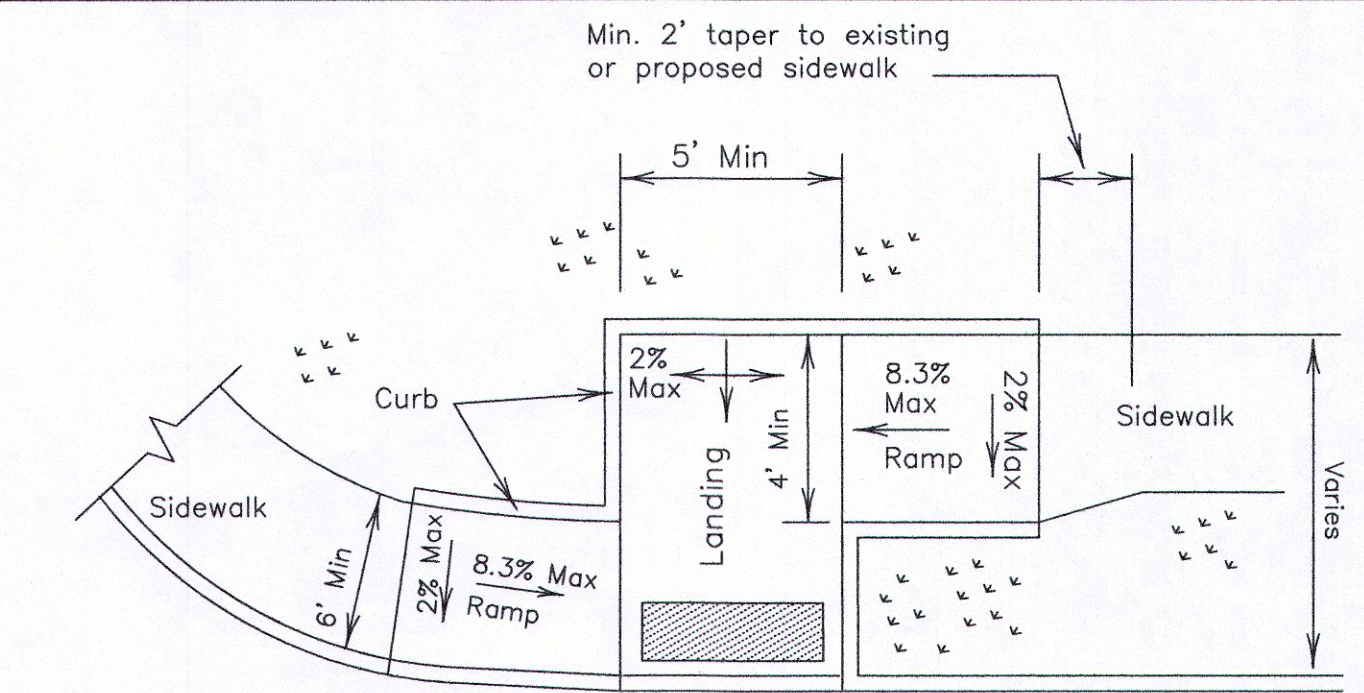 Min. 2' taper to existing
or proposed sidewalk
5' Min
2%
Max
8.3%
Max
Ramp
2% Max
Sidewalk
Curb
4' Min
Landing
Varies
Sidewalk
6' Min
2% Max
8.3% Max
Ramp